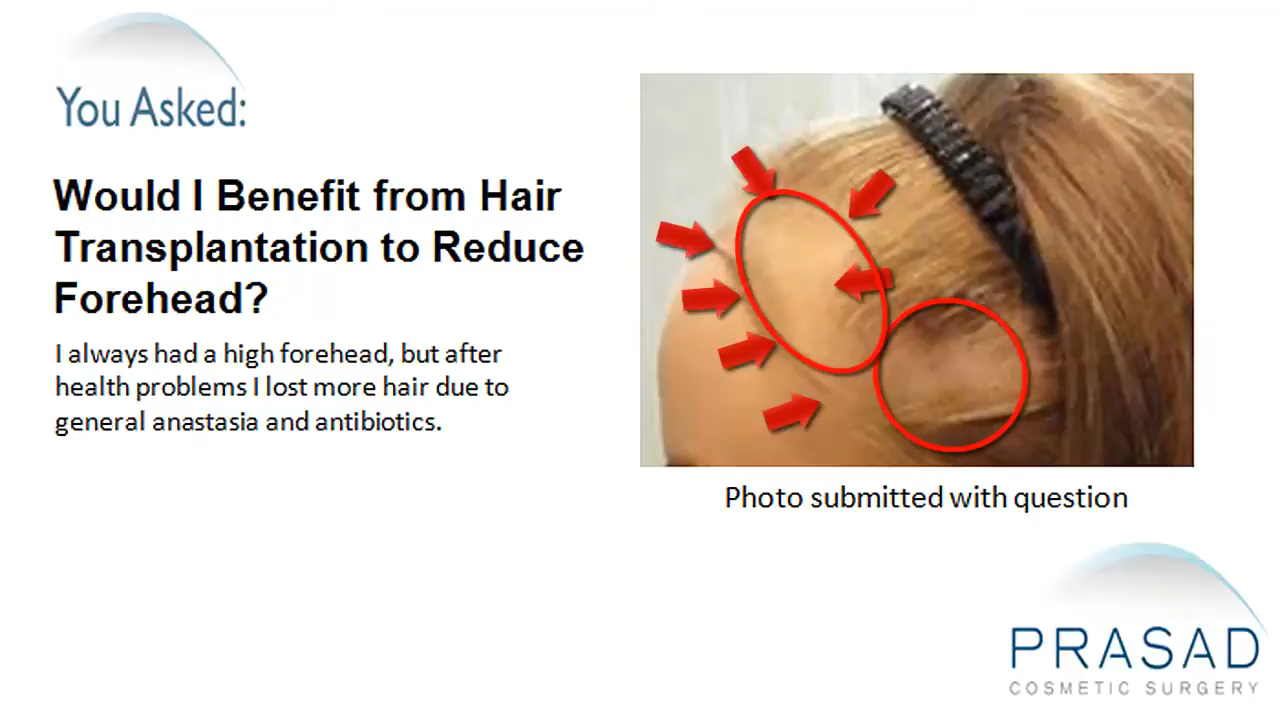 You Asked:
Would I Benefit from Hair
Transplantation to Reduce
Forehead?
I always had a high forehead, but after
health problems I lost more hair due to
general anastasia and antibiotics.
Photo submitted with question
PRASAD
COSMETIC SURGERY